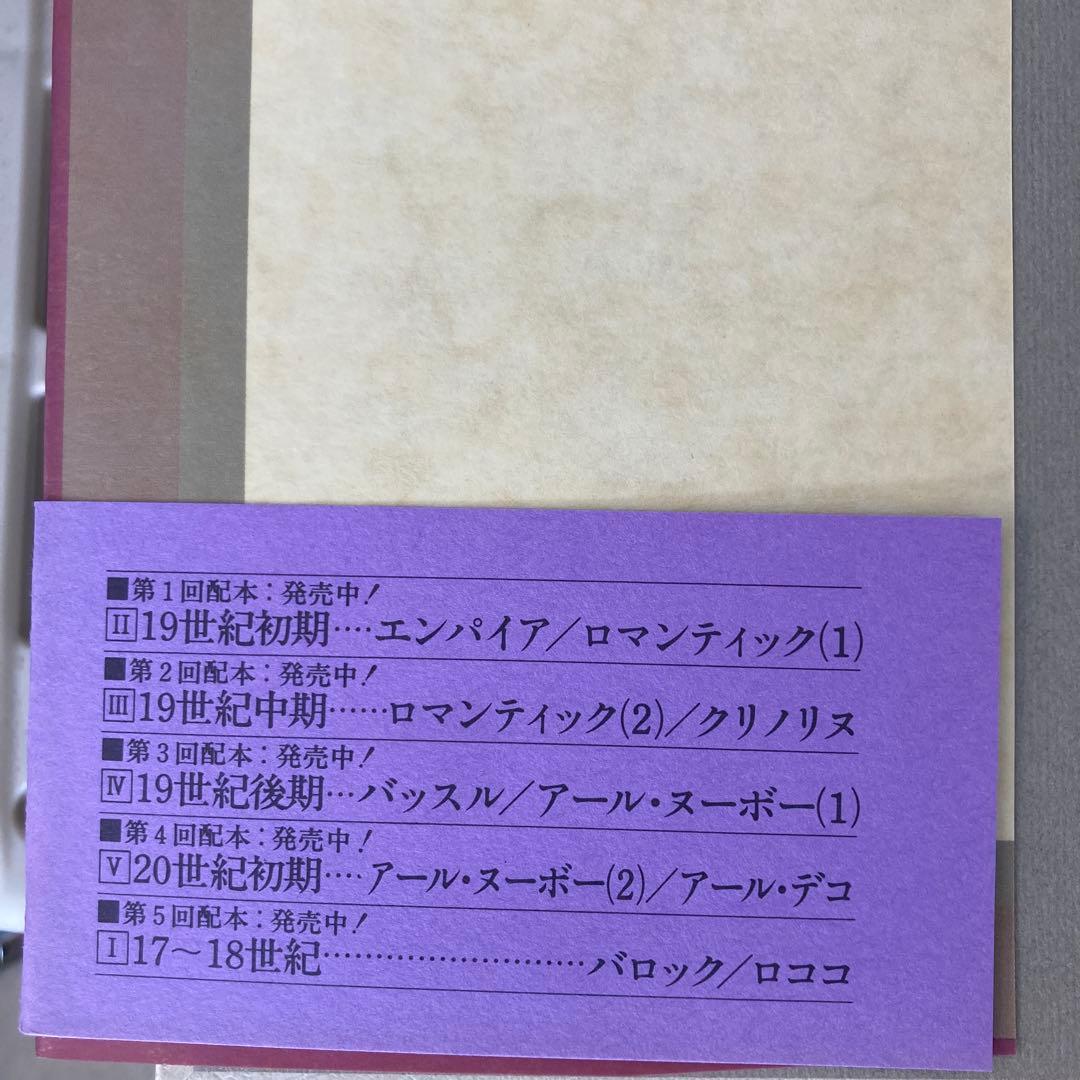 ■第1回配本：発売中！
Ⅱ19世紀初期‥‥エンパイア／ロマンティック(1)
■第2回配本：発売中！
Ⅲ19世紀中期‥‥‥ロマンティック(2)／クリノリヌ
■第3回配本：発売中！
Ⅳ19世紀後期…バッスル／アール・ヌーボー(1)
■第4回配本：発売中！
Ⅴ20世紀初期‥‥アール・ヌーボー(2)／アール・デコ
■第5回配本：発売中！
Ⅰ17〜18世紀………………………バロック／ロココ